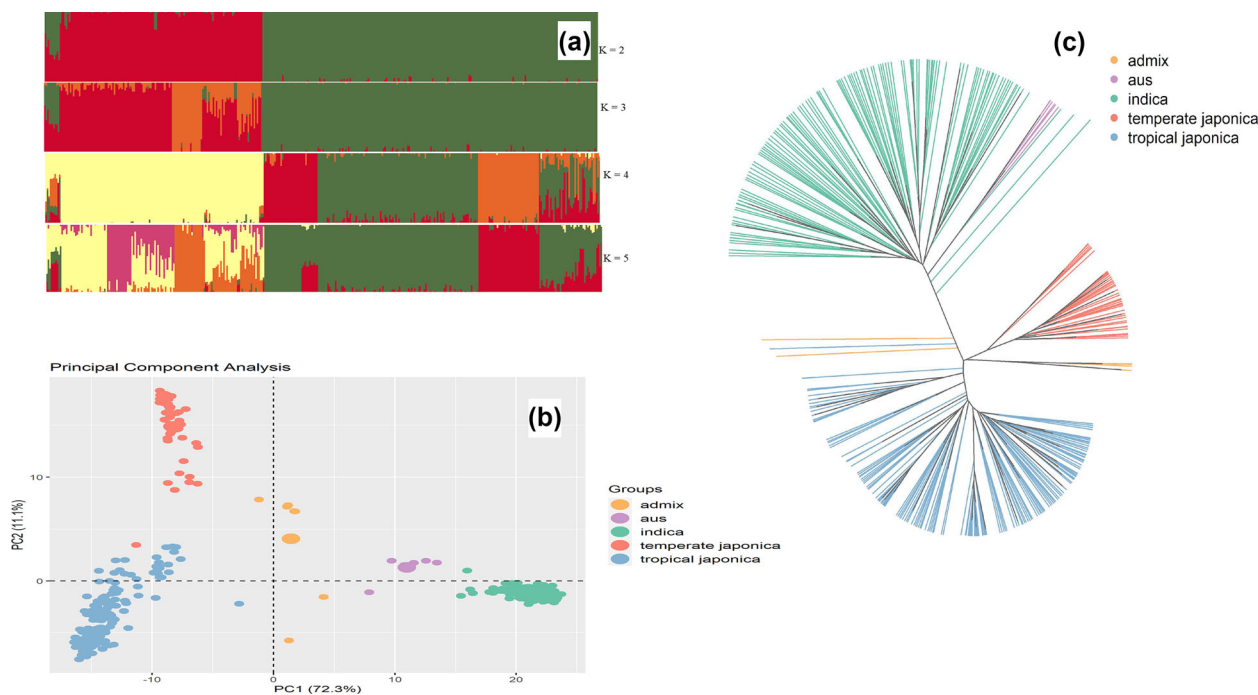 (a)
K = 2
K = 3
K = 4
K = 5
Principal Component Analysis
(b)
10
0
PC2 (11.1%)
-10
0
10
20
PC1 (72.3%)
Groups
admix
aus
indica
temperate japonica
tropical japonica
(c)
admix
aus
indica
temperate japonica
tropical japonica